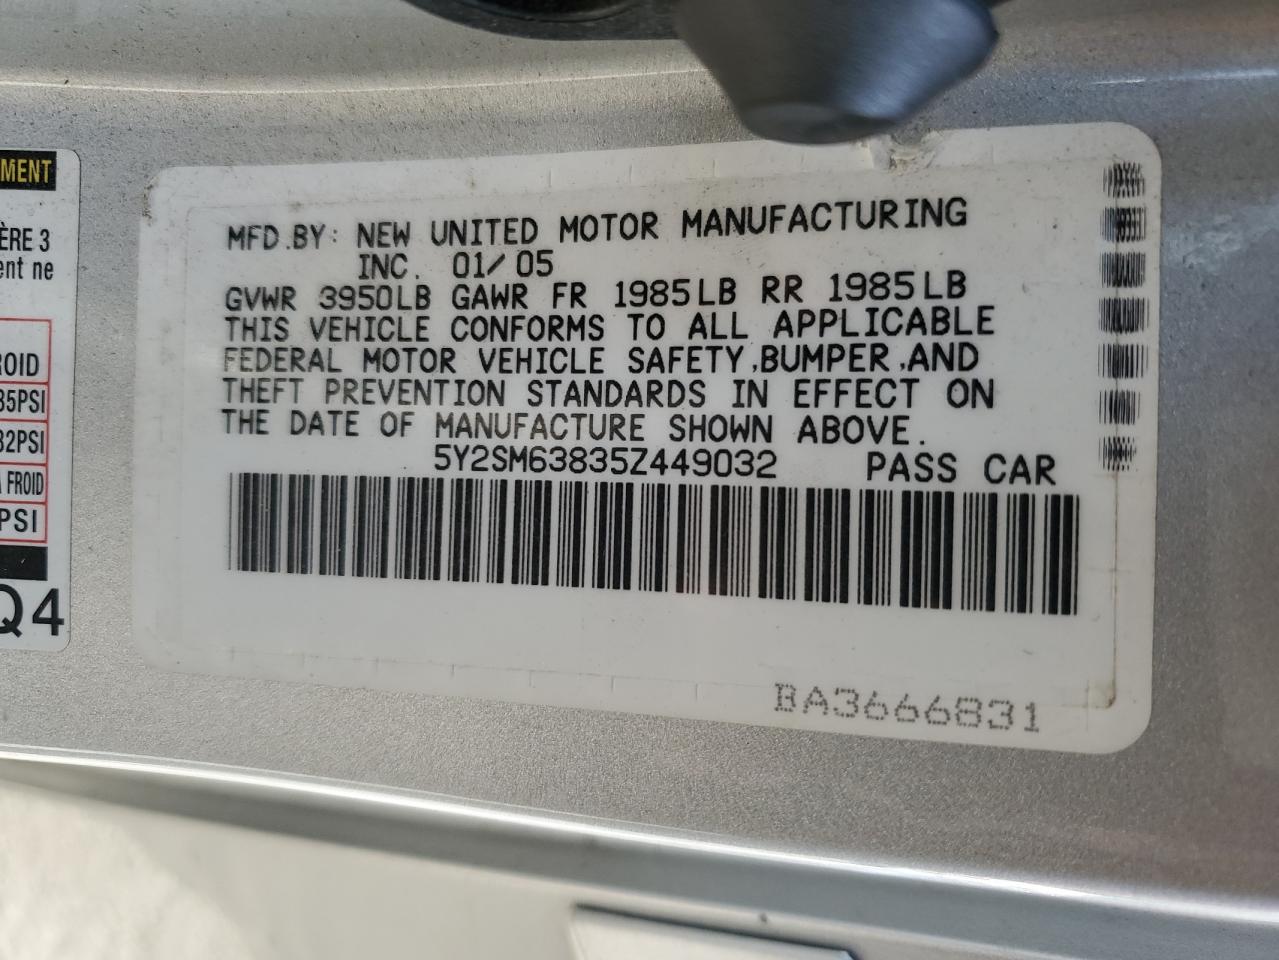 MENT
ÈRE 3
ent ne
ROID
35PSI
32PSI
FROID
PSI
Q4
MFD.BY: NEW UNITED MOTOR MANUFACTURING
INC. 01/05
GVWR 3950LB GAWR FR 1985LB RR 1985LB
THIS VEHICLE CONFORMS TO ALL APPLICABLE
FEDERAL MOTOR VEHICLE SAFETY,BUMPER,AND
THEFT PREVENTION STANDARDS IN EFFECT ON
THE DATE OF MANUFACTURE SHOWN ABOVE.
5Y2SM63835Z449032 PASS CAR
BA3666831